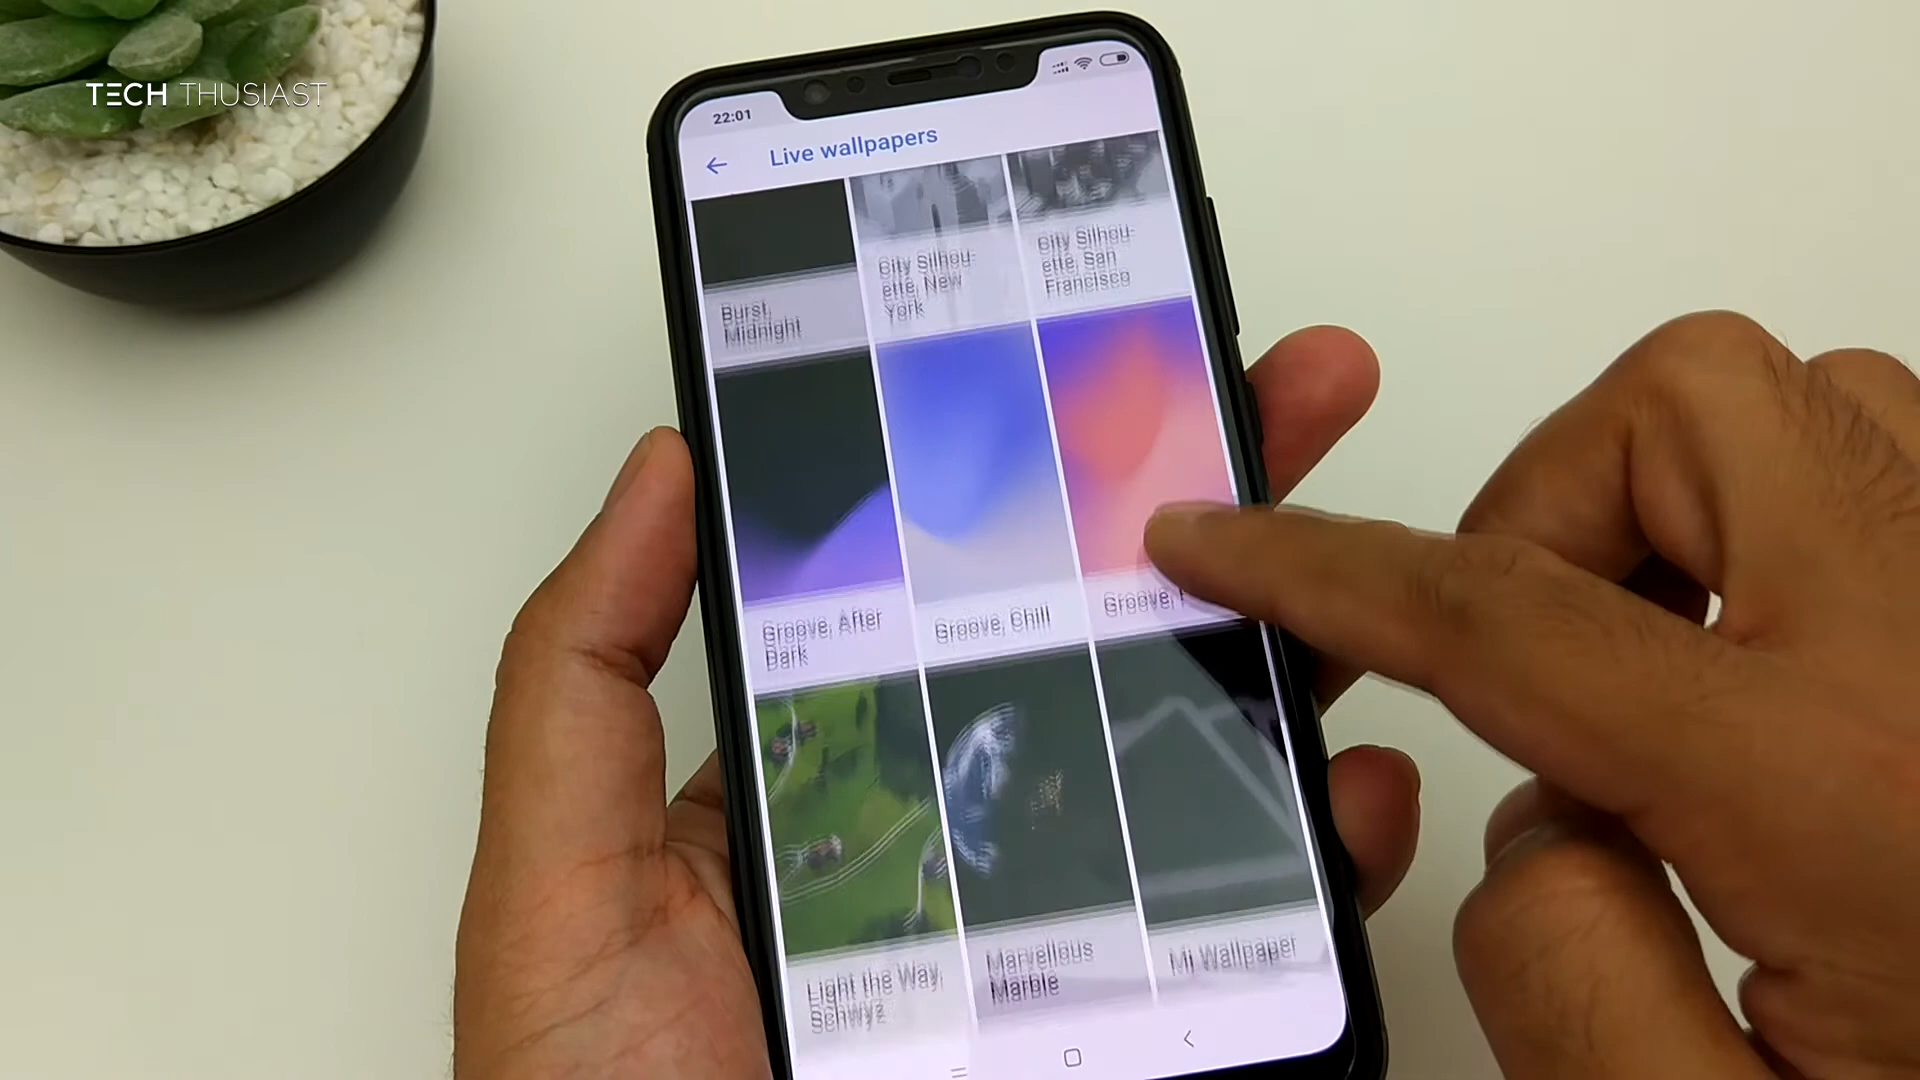 TECH THUSIAST
22:01
Live wallpapers
Burst,
Midnight
City Silhou-
ette, New
York
City Silhou-
ette, San
Francisco
Groove, After
Dark
Groove, Chill
Groove,
Light the Way,
Schwyz
Marvellous
Marble
Mi Wallpaper